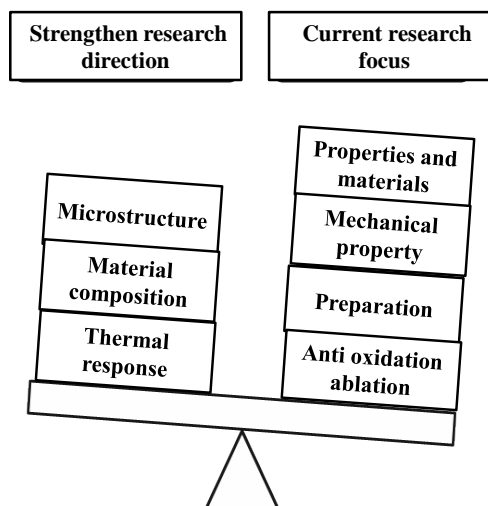 Strengthen research
direction
Current research
focus
Microstructure
Material
composition
Thermal
response
Properties and
materials
Mechanical
property
Preparation
Anti oxidation
ablation